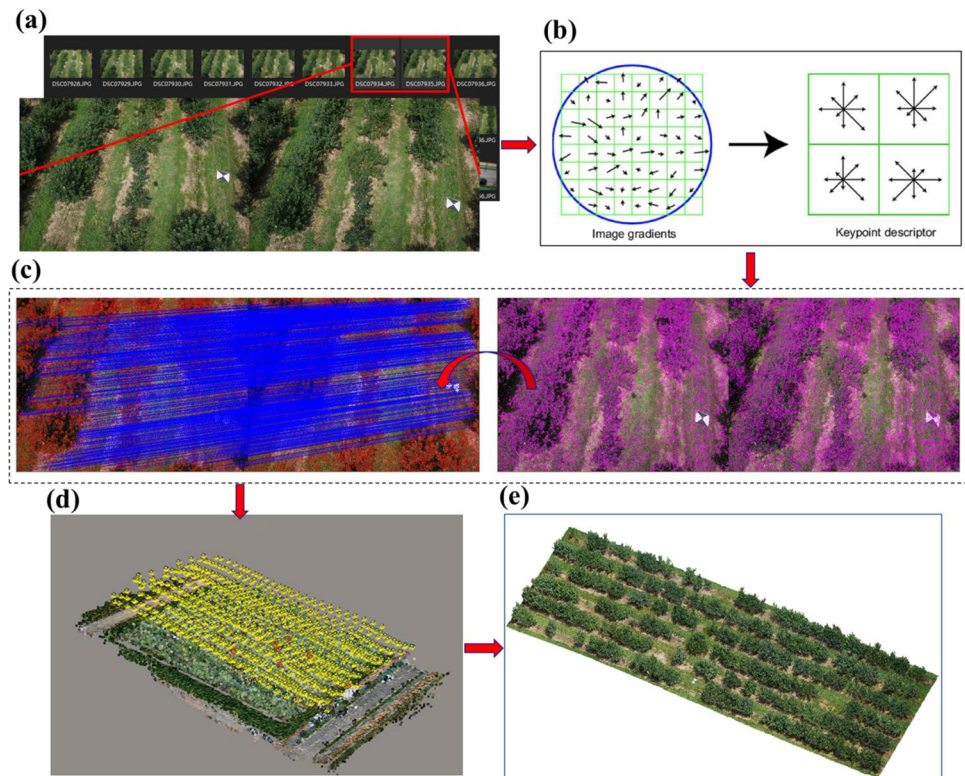 (a)
DSC07928.JPG DSC07929.JPG DSC07930.JPG DSC07931.JPG DSC07932.JPG DSC07933.JPG DSC07934.JPG DSC07935.JPG DSC07936.JPG
(b)
Image gradients
Keypoint descriptor
(c)
(d)
(e)